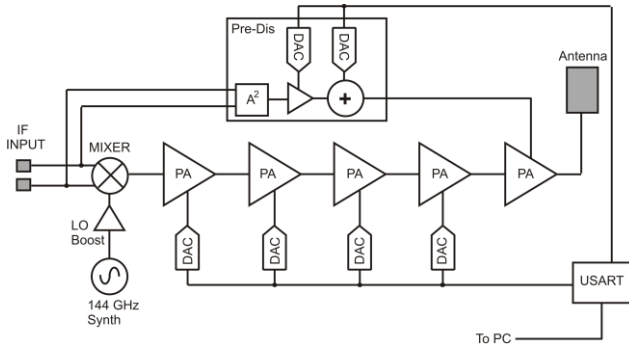 Pre-Dis
DAC
DAC
Antenna
A²
+
IF
INPUT
MIXER
PA
PA
PA
PA
PA
LO
Boost
DAC
DAC
DAC
DAC
USART
144 GHz
Synth
To PC